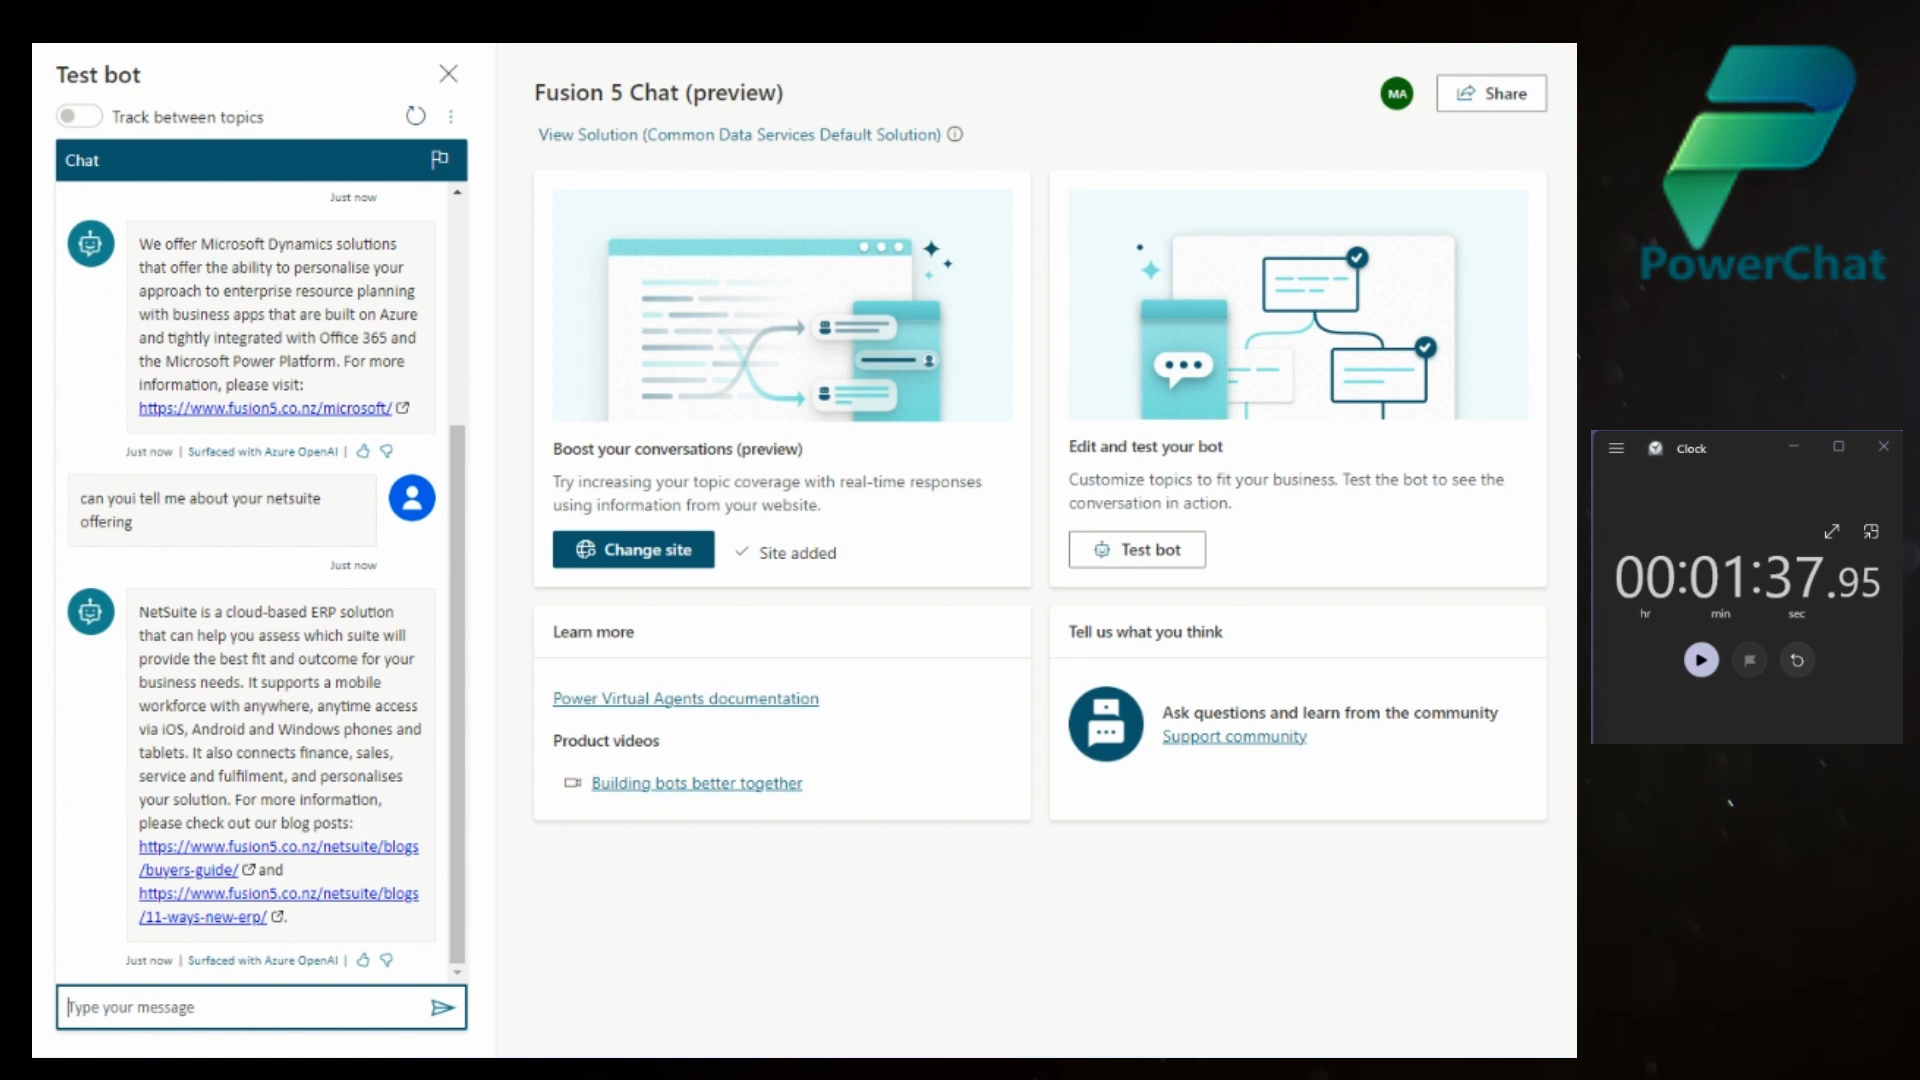 Test bot
Track between topics
Chat
Just now
We offer Microsoft Dynamics solutions
that offer the ability to personalise your
approach to enterprise resource planning
with business apps that are built on Azure
and tightly integrated with Office 365 and
the Microsoft Power Platform. For more
information, please visit:
https://www.fusion5.co.nz/microsoft/
Just now | Surfaced with Azure OpenAI |
can youi tell me about your netsuite
offering
Just now
NetSuite is a cloud-based ERP solution
that can help you assess which suite will
provide the best fit and outcome for your
business needs. It supports a mobile
workforce with anywhere, anytime access
via iOS, Android and Windows phones and
tablets. It also connects finance, sales,
service and fulfilment, and personalises
your solution. For more information,
please check out our blog posts:
https://www.fusion5.co.nz/netsuite/blogs
/buyers-guide/ and
https://www.fusion5.co.nz/netsuite/blogs
/11-ways-new-erp/ .
Just now | Surfaced with Azure OpenAI |
Type your message
Fusion 5 Chat (preview)
MA
Share
View Solution (Common Data Services Default Solution)
Boost your conversations (preview)
Try increasing your topic coverage with real-time responses
using information from your website.
Change site
Site added
Edit and test your bot
Customize topics to fit your business. Test the bot to see the
conversation in action.
Test bot
Learn more
Power Virtual Agents documentation
Product videos
Building bots better together
Tell us what you think
Ask questions and learn from the community
Support community
PowerChat
Clock
00:01:37.95
hr min sec